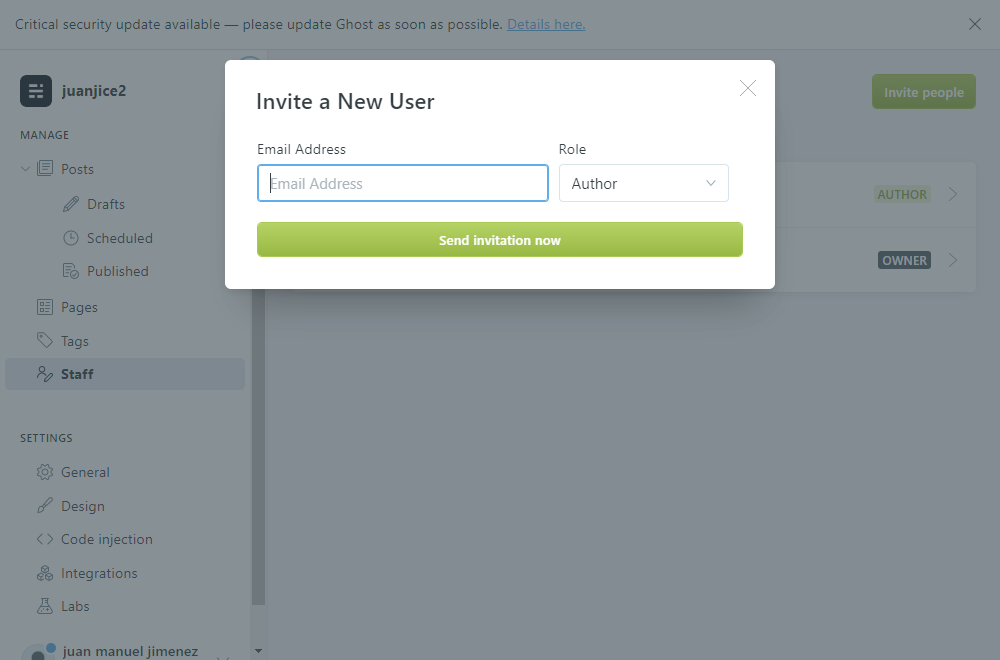 Critical security update available — please update Ghost as soon as possible. Details here.
juanjice2
Invite people
MANAGE
Posts
Drafts
Scheduled
Published
Pages
Tags
Staff
SETTINGS
General
Design
Code injection
Integrations
Labs
juan manuel jimenez
Invite a New User
Email Address
Role
Email Address
Author
Send invitation now
AUTHOR
OWNER